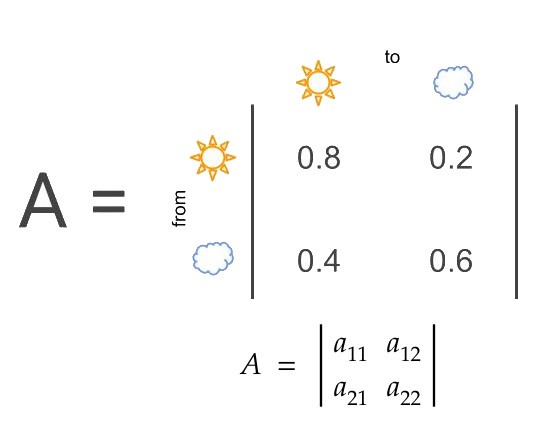 to
A =
from
0.8 0.2
0.4 0.6
A = | a₁₁ a₁₂ |
| a₂₁ a₂₂ |